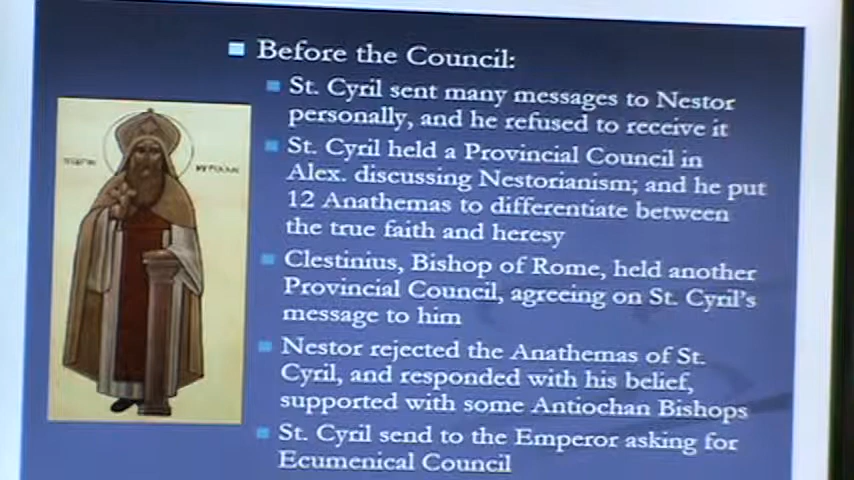 Before the Council:
St. Cyril sent many messages to Nestor
personally, and he refused to receive it
St. Cyril held a Provincial Council in
Alex. discussing Nestorianism; and he put
12 Anathemas to differentiate between
the true faith and heresy
Clestinius, Bishop of Rome, held another
Provincial Council, agreeing on St. Cyril's
message to him
Nestor rejected the Anathemas of St.
Cyril, and responded with his belief,
supported with some Antiochan Bishops
St. Cyril send to the Emperor asking for
Ecumenical Council